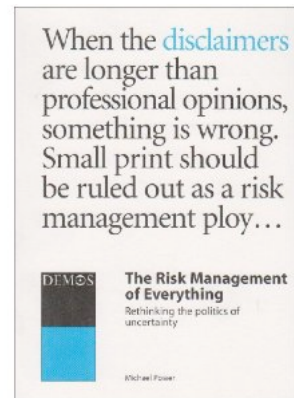 When the disclaimers
are longer than
professional opinions,
something is wrong.
Small print should
be ruled out as a risk
management ploy…
DEMOS
The Risk Management
of Everything
Rethinking the politics of
uncertainty
Michael Power